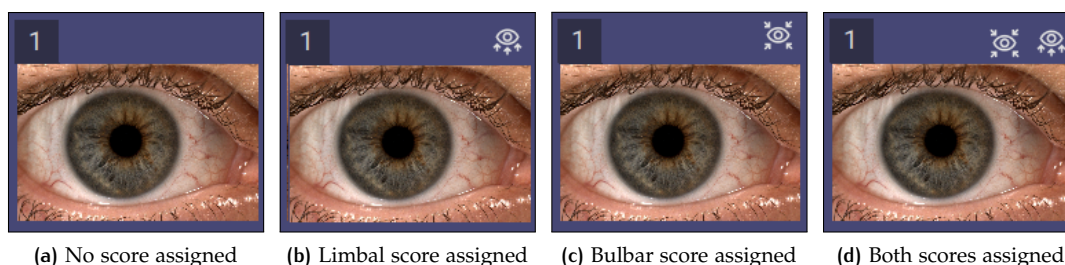 1
1
1
1
(a) No score assigned
(b) Limbal score assigned
(c) Bulbar score assigned
(d) Both scores assigned